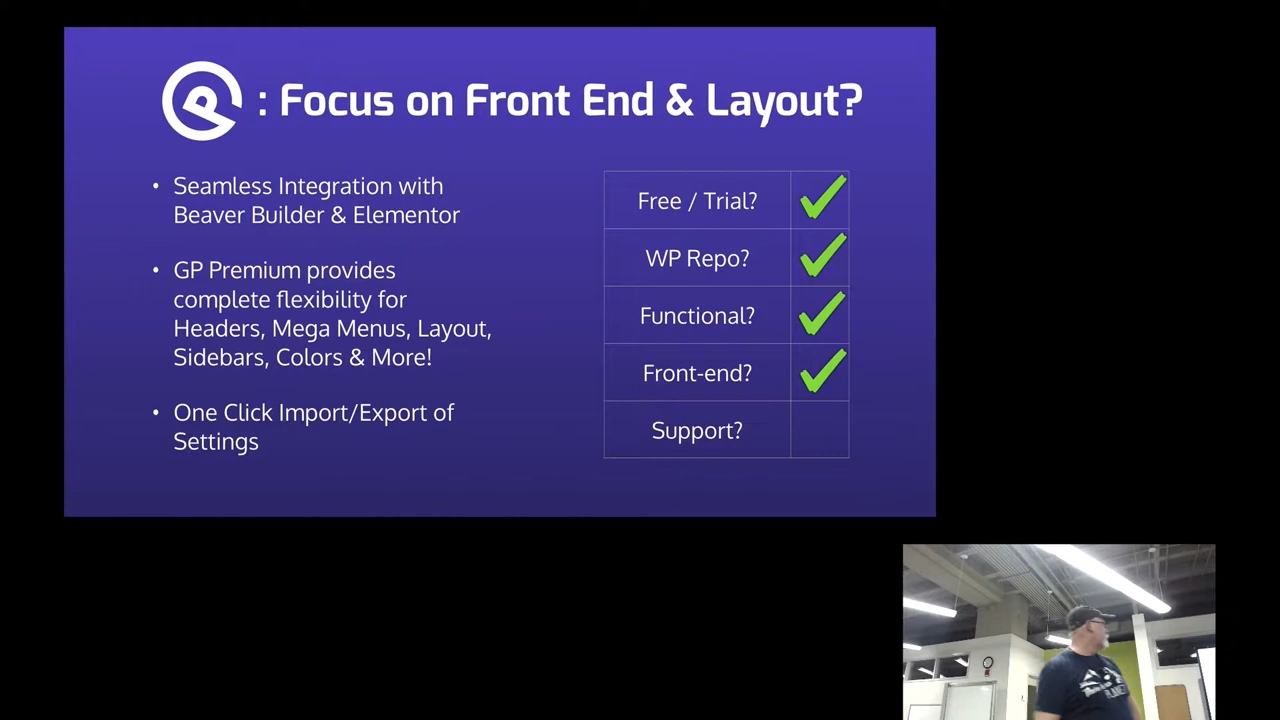 : Focus on Front End & Layout?
• Seamless Integration with
Beaver Builder & Elementor
• GP Premium provides
complete flexibility for
Headers, Mega Menus, Layout,
Sidebars, Colors & More!
• One Click Import/Export of
Settings
Free / Trial?
WP Repo?
Functional?
Front-end?
Support?